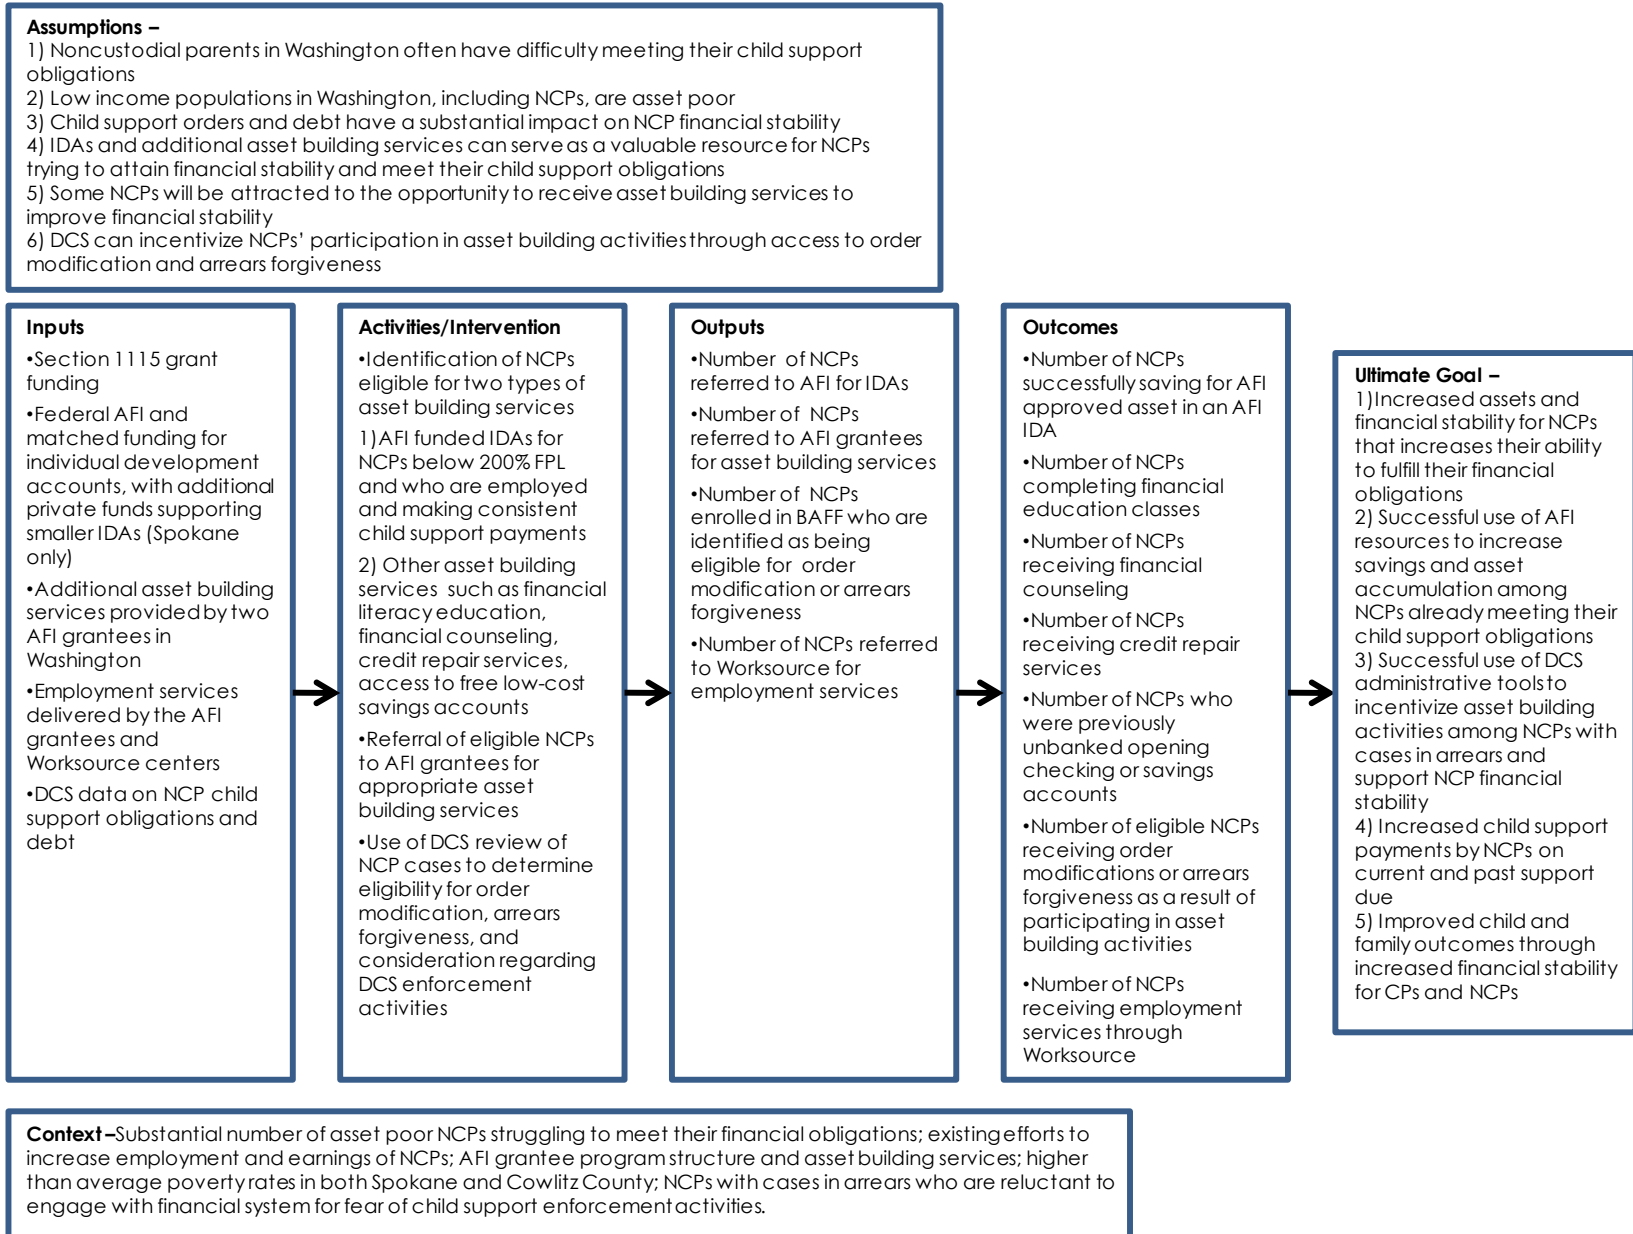 Assumptions –
1) Noncustodial parents in Washington often have difficulty meeting their child support
obligations
2) Low income populations in Washington, including NCPs, are asset poor
3) Child support orders and debt have a substantial impact on NCP financial stability
4) IDAs and additional asset building services can serve as a valuable resource for NCPs
trying to attain financial stability and meet their child support obligations
5) Some NCPs will be attracted to the opportunity to receive asset building services to
improve financial stability
6) DCS can incentivize NCPs’ participation in asset building activities through access to order
modification and arrears forgiveness
Inputs
•Section 1115 grant
funding
•Federal AFI and
matched funding for
individual development
accounts, with additional
private funds supporting
smaller IDAs (Spokane
only)
•Additional asset building
services provided by two
AFI grantees in
Washington
•Employment services
delivered by the AFI
grantees and
Worksource centers
•DCS data on NCP child
support obligations and
debt
Activities/Intervention
•Identification of NCPs
eligible for two types of
asset building services
1)AFI funded IDAs for
NCPs below 200% FPL
and who are employed
and making consistent
child support payments
2) Other asset building
services such as financial
literacy education,
financial counseling,
credit repair services,
access to free low-cost
savings accounts
•Referral of eligible NCPs
to AFI grantees for
appropriate asset
building services
•Use of DCS review of
NCP cases to determine
eligibility for order
modification, arrears
forgiveness, and
consideration regarding
DCS enforcement
activities
Outputs
•Number of NCPs
referred to AFI for IDAs
•Number of NCPs
referred to AFI grantees
for asset building services
•Number of NCPs
enrolled in BAFF who are
identified as being
eligible for order
modification or arrears
forgiveness
•Number of NCPs referred
to Worksource for
employment services
Outcomes
•Number of NCPs
successfully saving for AFI
approved asset in an AFI
IDA
•Number of NCPs
completing financial
education classes
•Number of NCPs
receiving financial
counseling
•Number of NCPs
receiving credit repair
services
•Number of NCPs who
were previously
unbanked opening
checking or savings
accounts
•Number of eligible NCPs
receiving order
modifications or arrears
forgiveness as a result of
participating in asset
building activities
•Number of NCPs
receiving employment
services through
Worksource
Ultimate Goal –
1)Increased assets and
financial stability for NCPs
that increases their ability
to fulfill their financial
obligations
2) Successful use of AFI
resources to increase
savings and asset
accumulation among
NCPs already meeting their
child support obligations
3) Successful use of DCS
administrative tools to
incentivize asset building
activities among NCPs with
cases in arrears and
support NCP financial
stability
4) Increased child support
payments by NCPs on
current and past support
due
5) Improved child and
family outcomes through
increased financial stability
for CPs and NCPs
Context –Substantial number of asset poor NCPs struggling to meet their financial obligations; existing efforts to
increase employment and earnings of NCPs; AFI grantee program structure and asset building services; higher
than average poverty rates in both Spokane and Cowlitz County; NCPs with cases in arrears who are reluctant to
engage with financial system for fear of child support enforcement activities.